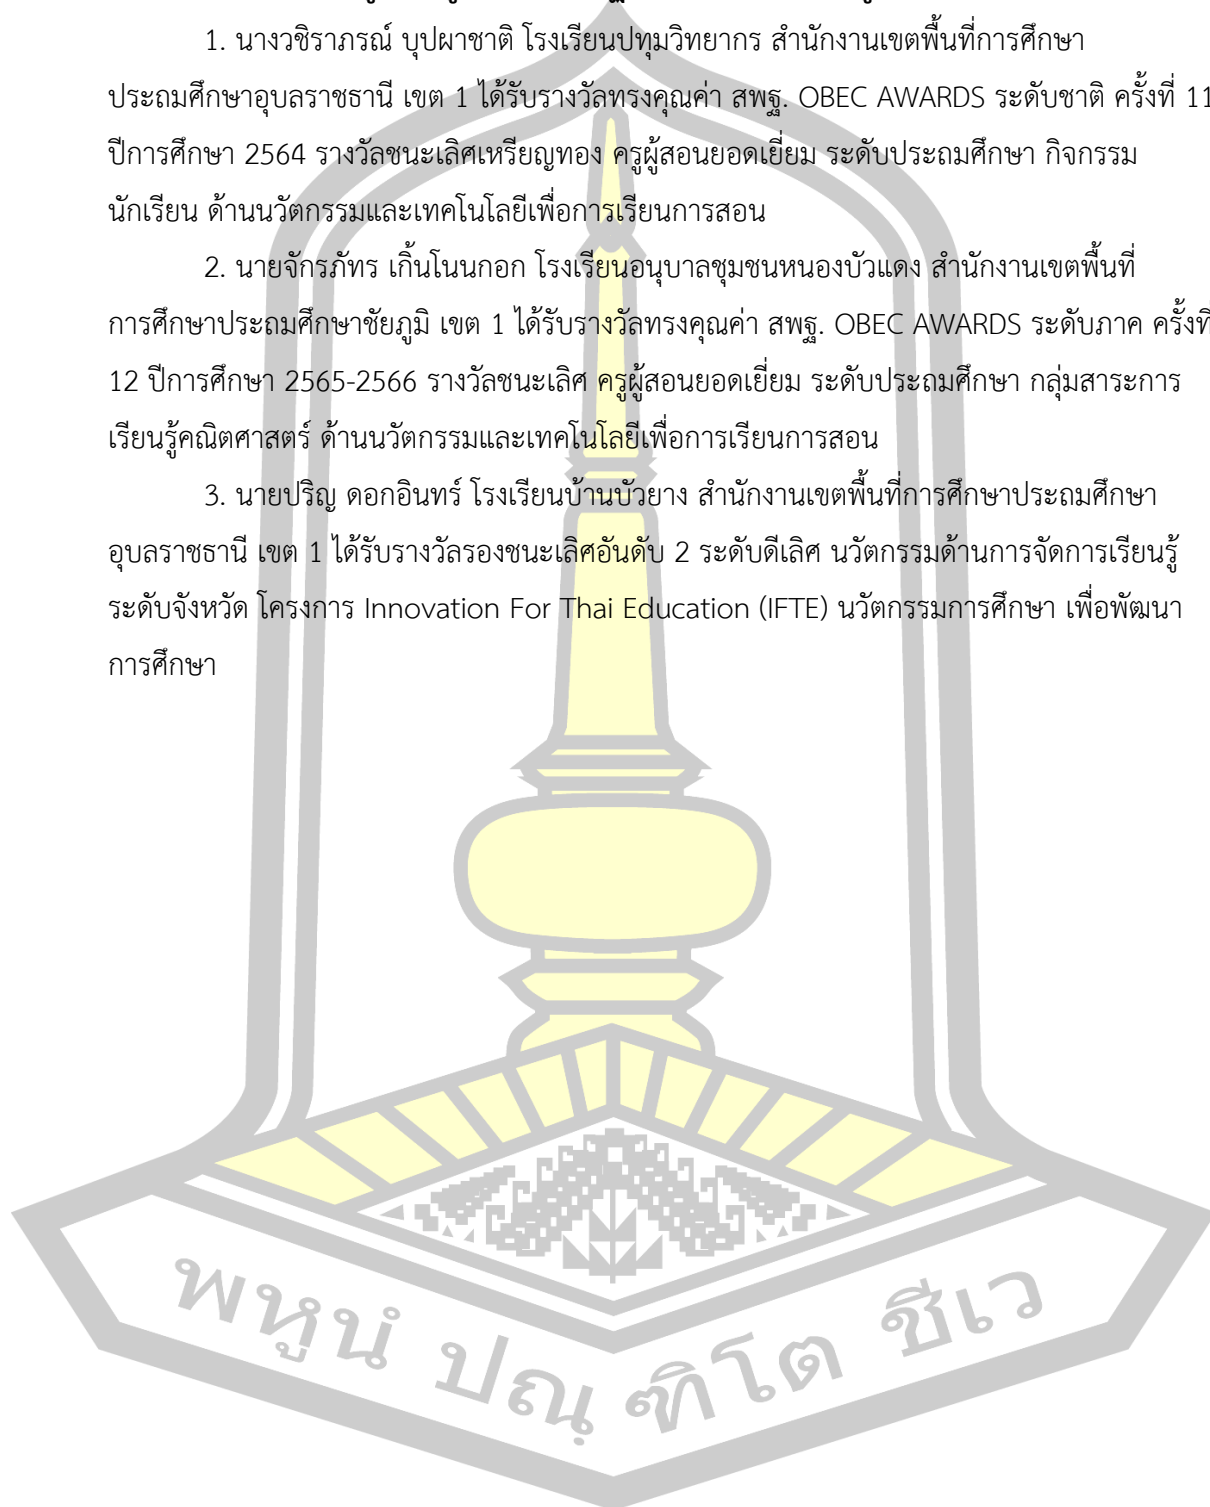 1. นางวชิราภรณ์ บุปผาชาติ โรงเรียนปทุมวิทยากร สำนักงานเขตพื้นที่การศึกษา
ประถมศึกษาอุบลราชธานี เขต 1 ได้รับรางวัลทรงคุณค่า สพฐ. OBEC AWARDS ระดับชาติ ครั้งที่ 11
ปีการศึกษา 2564 รางวัลชนะเลิศเหรียญทอง ครูผู้สอนยอดเยี่ยม ระดับประถมศึกษา กิจกรรม
นักเรียน ด้านนวัตกรรมและเทคโนโลยีเพื่อการเรียนการสอน
2. นายจักรภัทร เกิ้นโนนกอก โรงเรียนอนุบาลชุมชนหนองบัวแดง สำนักงานเขตพื้นที่
การศึกษาประถมศึกษาชัยภูมิ เขต 1 ได้รับรางวัลทรงคุณค่า สพฐ. OBEC AWARDS ระดับภาค ครั้งที่
12 ปีการศึกษา 2565-2566 รางวัลชนะเลิศ ครูผู้สอนยอดเยี่ยม ระดับประถมศึกษา กลุ่มสาระการ
เรียนรู้คณิตศาสตร์ ด้านนวัตกรรมและเทคโนโลยีเพื่อการเรียนการสอน
3. นายปริญ ดอกอินทร์ โรงเรียนบ้านบัวยาง สำนักงานเขตพื้นที่การศึกษาประถมศึกษา
อุบลราชธานี เขต 1 ได้รับรางวัลรองชนะเลิศอันดับ 2 ระดับดีเลิศ นวัตกรรมด้านการจัดการเรียนรู้
ระดับจังหวัด โครงการ Innovation For Thai Education (IFTE) นวัตกรรมการศึกษา เพื่อพัฒนา
การศึกษา
พหูนํ ปณฺฑิโต ชีเว